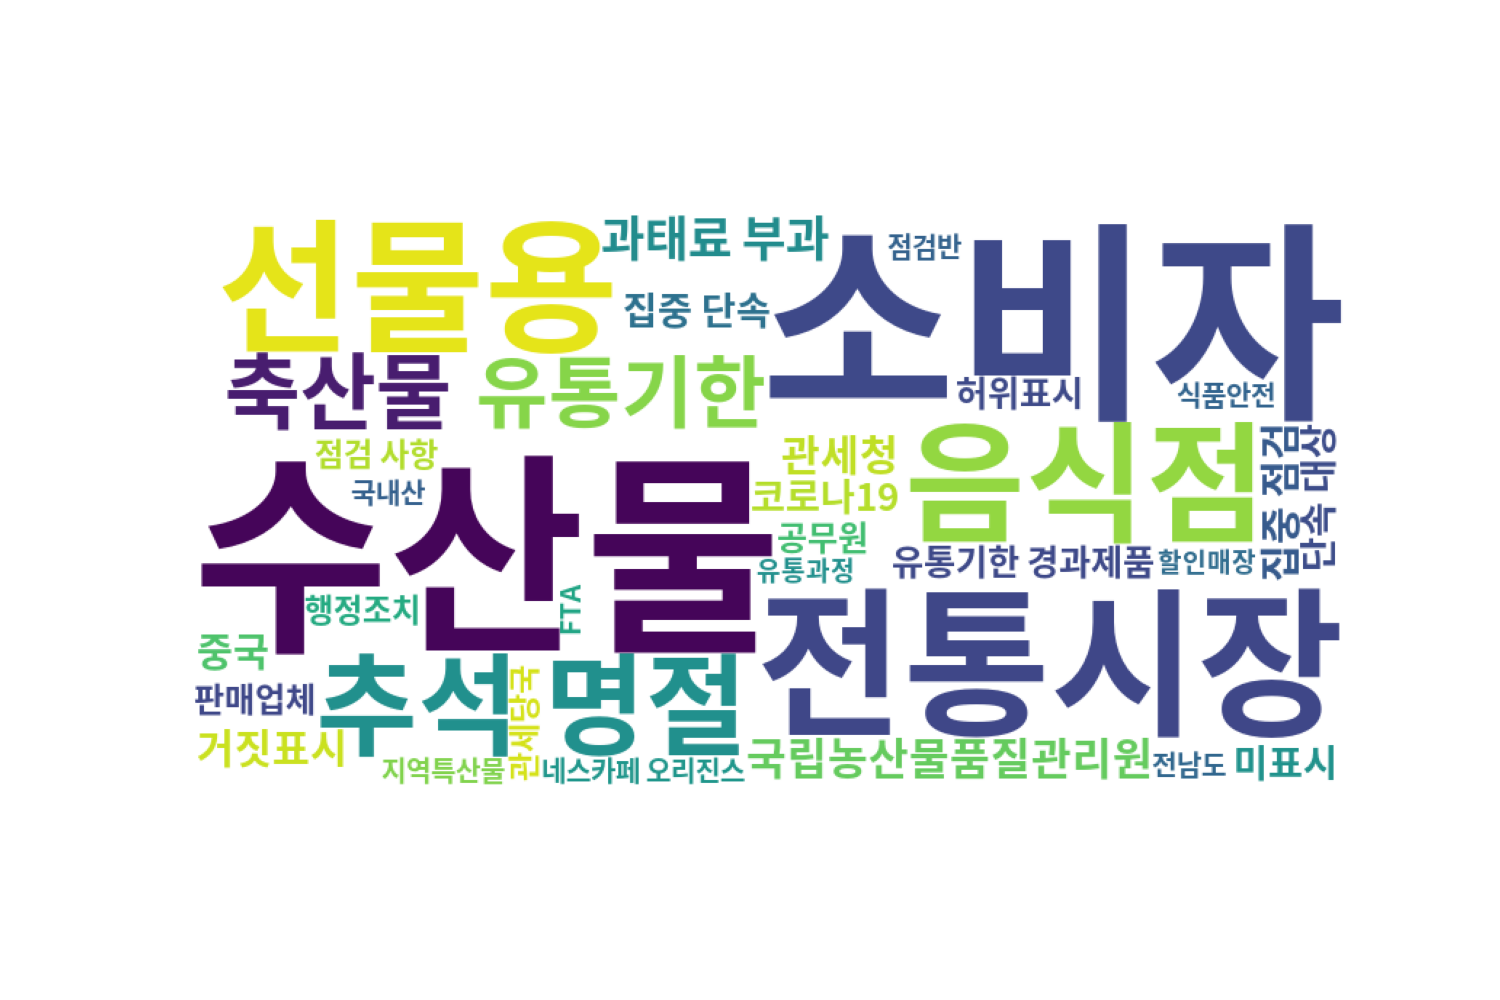 선물용
과태료 부과
점검반
소비자
집중 단속
축산물
유통기한
허위표시
식품안전
점검 사항
관세청
음식점
집중 점검
단속 대상
국내산
수산물
코로나19
공무원
유통과정
유통기한 경과제품
할인매장
행정조치
FTA
전통시장
중국
추석 명절
관세당국
판매업체
거짓표시
지역특산물
네스카페 오리진스
국립농산물품질관리원
전남도
미표시